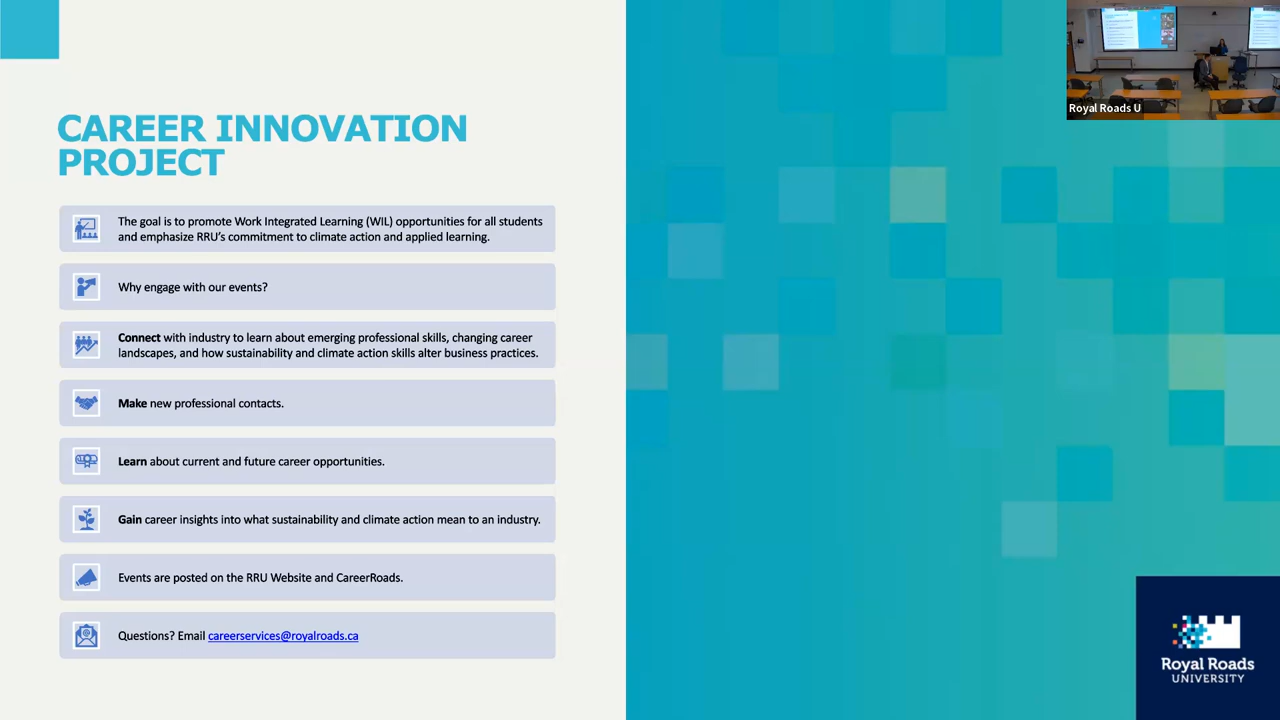 CAREER INNOVATION
PROJECT
The goal is to promote Work Integrated Learning (WIL) opportunities for all students
and emphasize RRU's commitment to climate action and applied learning.
Why engage with our events?
Connect with industry to learn about emerging professional skills, changing career
landscapes, and how sustainability and climate action skills alter business practices.
Make new professional contacts.
Learn about current and future career opportunities.
Gain career insights into what sustainability and climate action mean to an industry.
Events are posted on the RRU Website and CareerRoads.
Questions? Email careerservices@royalroads.ca
Royal Roads U
Royal Roads
UNIVERSITY